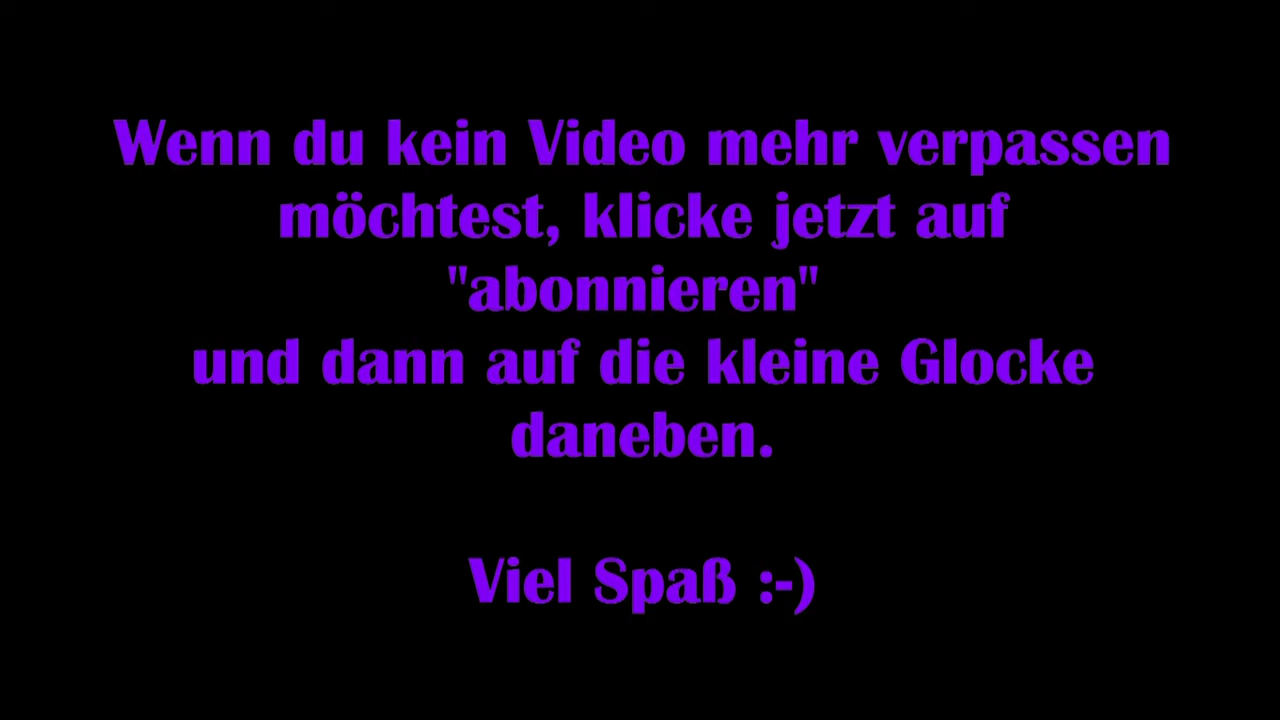 Wenn du kein Video mehr verpassen
möchtest, klicke jetzt auf
"abonnieren"
und dann auf die kleine Glocke
daneben.
Viel Spaß :-)